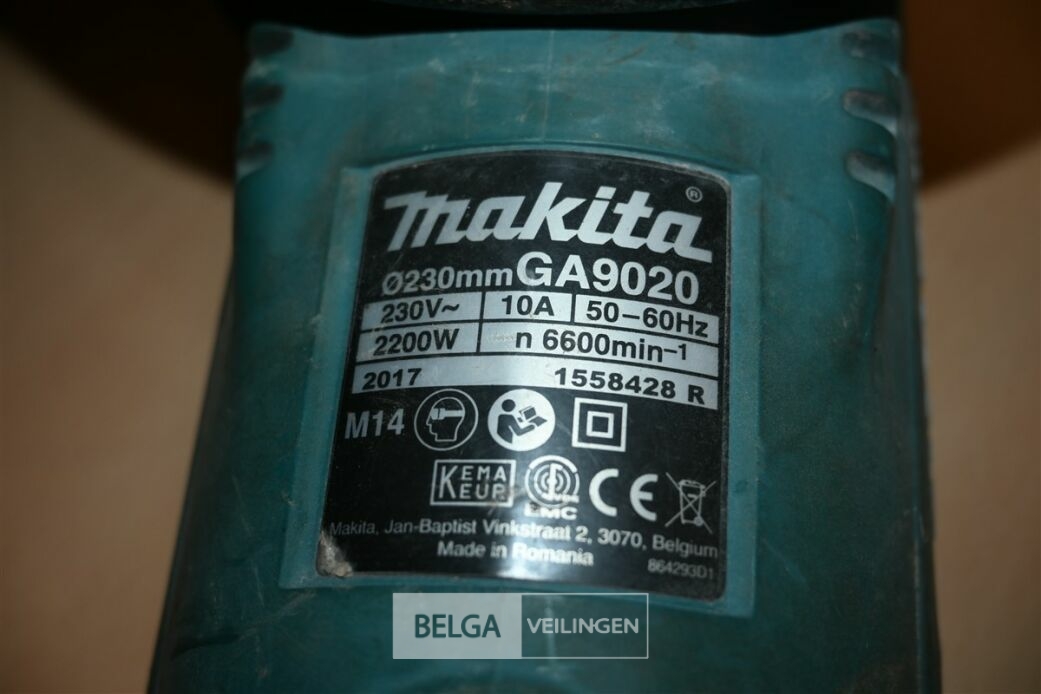 makita®
Ø230mm GA9020
230V~ 10A 50-60Hz
2200W n 6600min-1
2017 1558428 R
M14
KEMA
KEUR
EMC
CE
Makita, Jan-Baptist Vinkstraat 2, 3070, Belgium
Made in Romania
864293D1
BELGA VEILINGEN